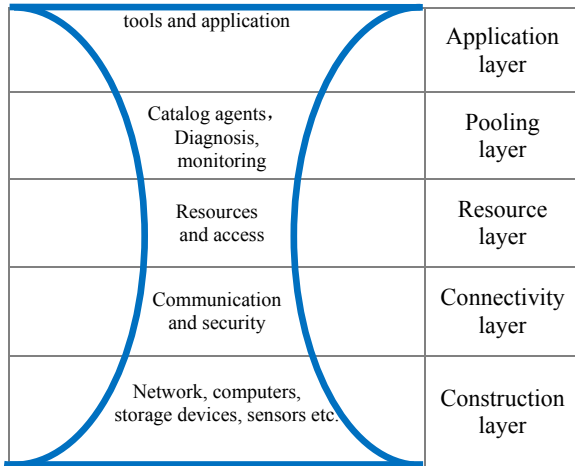 tools and application
Application
layer
Catalog agents，
Diagnosis,
monitoring
Pooling
layer
Resources
and access
Resource
layer
Communication
and security
Connectivity
layer
Network, computers,
storage devices, sensors etc.
Construction
layer